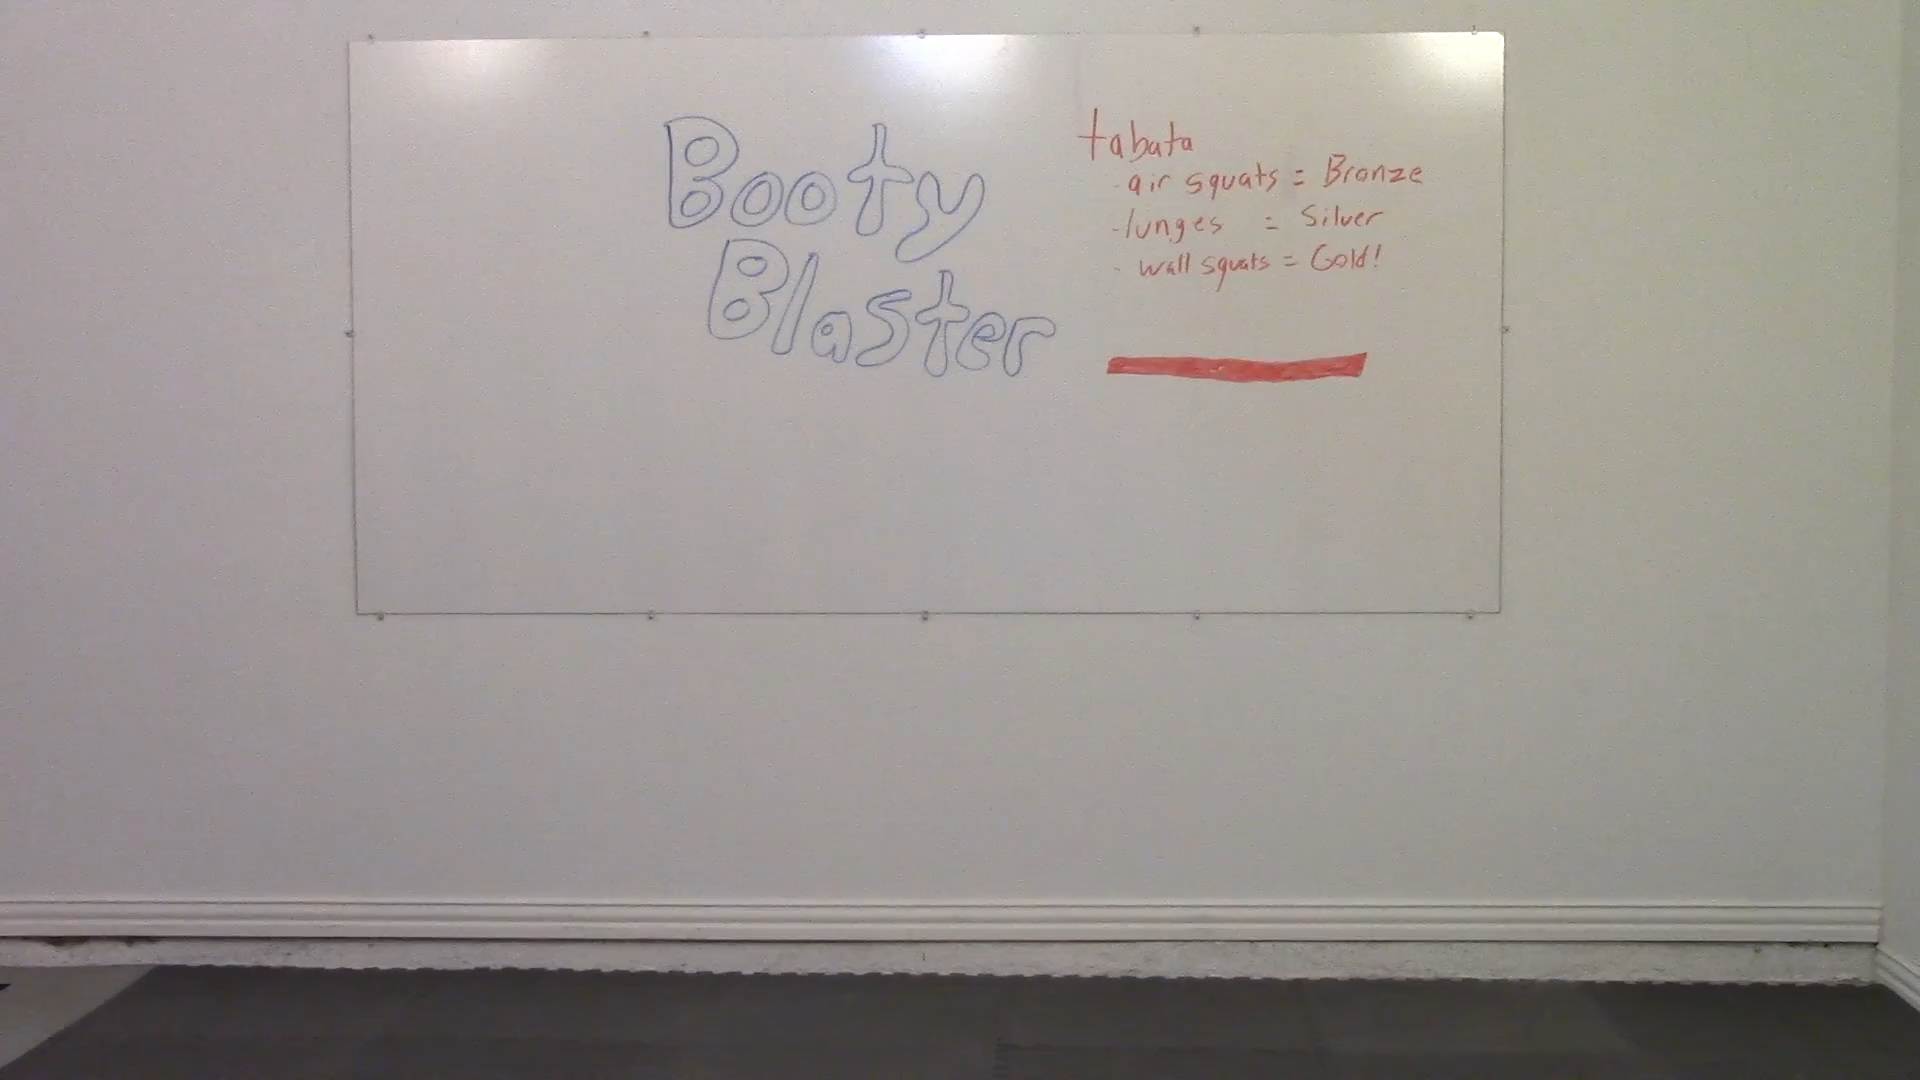 Booty
Blaster
tabata
- air squats = Bronze
- lunges = Silver
- wall squats = Gold!